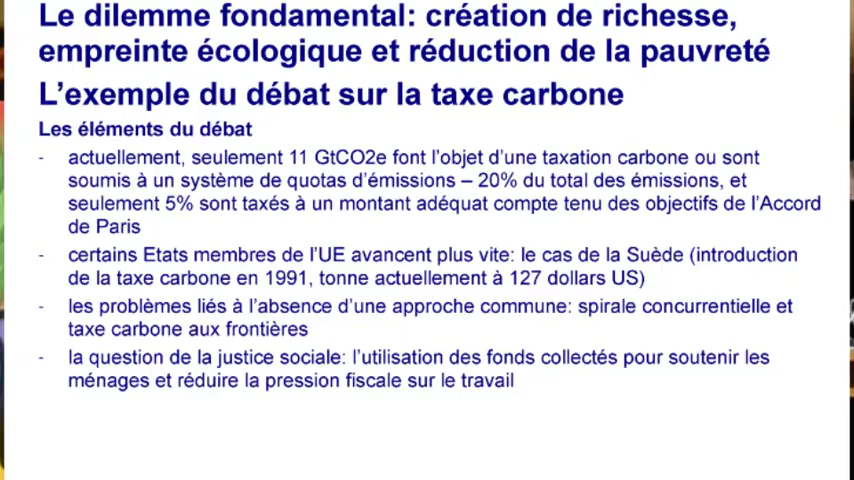 Le dilemme fondamental: création de richesse,
empreinte écologique et réduction de la pauvreté
L’exemple du débat sur la taxe carbone
Les éléments du débat
- actuellement, seulement 11 GtCO2e font l’objet d’une taxation carbone ou sont
soumis à un système de quotas d’émissions – 20% du total des émissions, et
seulement 5% sont taxés à un montant adéquat compte tenu des objectifs de l’Accord
de Paris
- certains Etats membres de l’UE avancent plus vite: le cas de la Suède (introduction
de la taxe carbone en 1991, tonne actuellement à 127 dollars US)
- les problèmes liés à l’absence d’une approche commune: spirale concurrentielle et
taxe carbone aux frontières
- la question de la justice sociale: l’utilisation des fonds collectés pour soutenir les
ménages et réduire la pression fiscale sur le travail